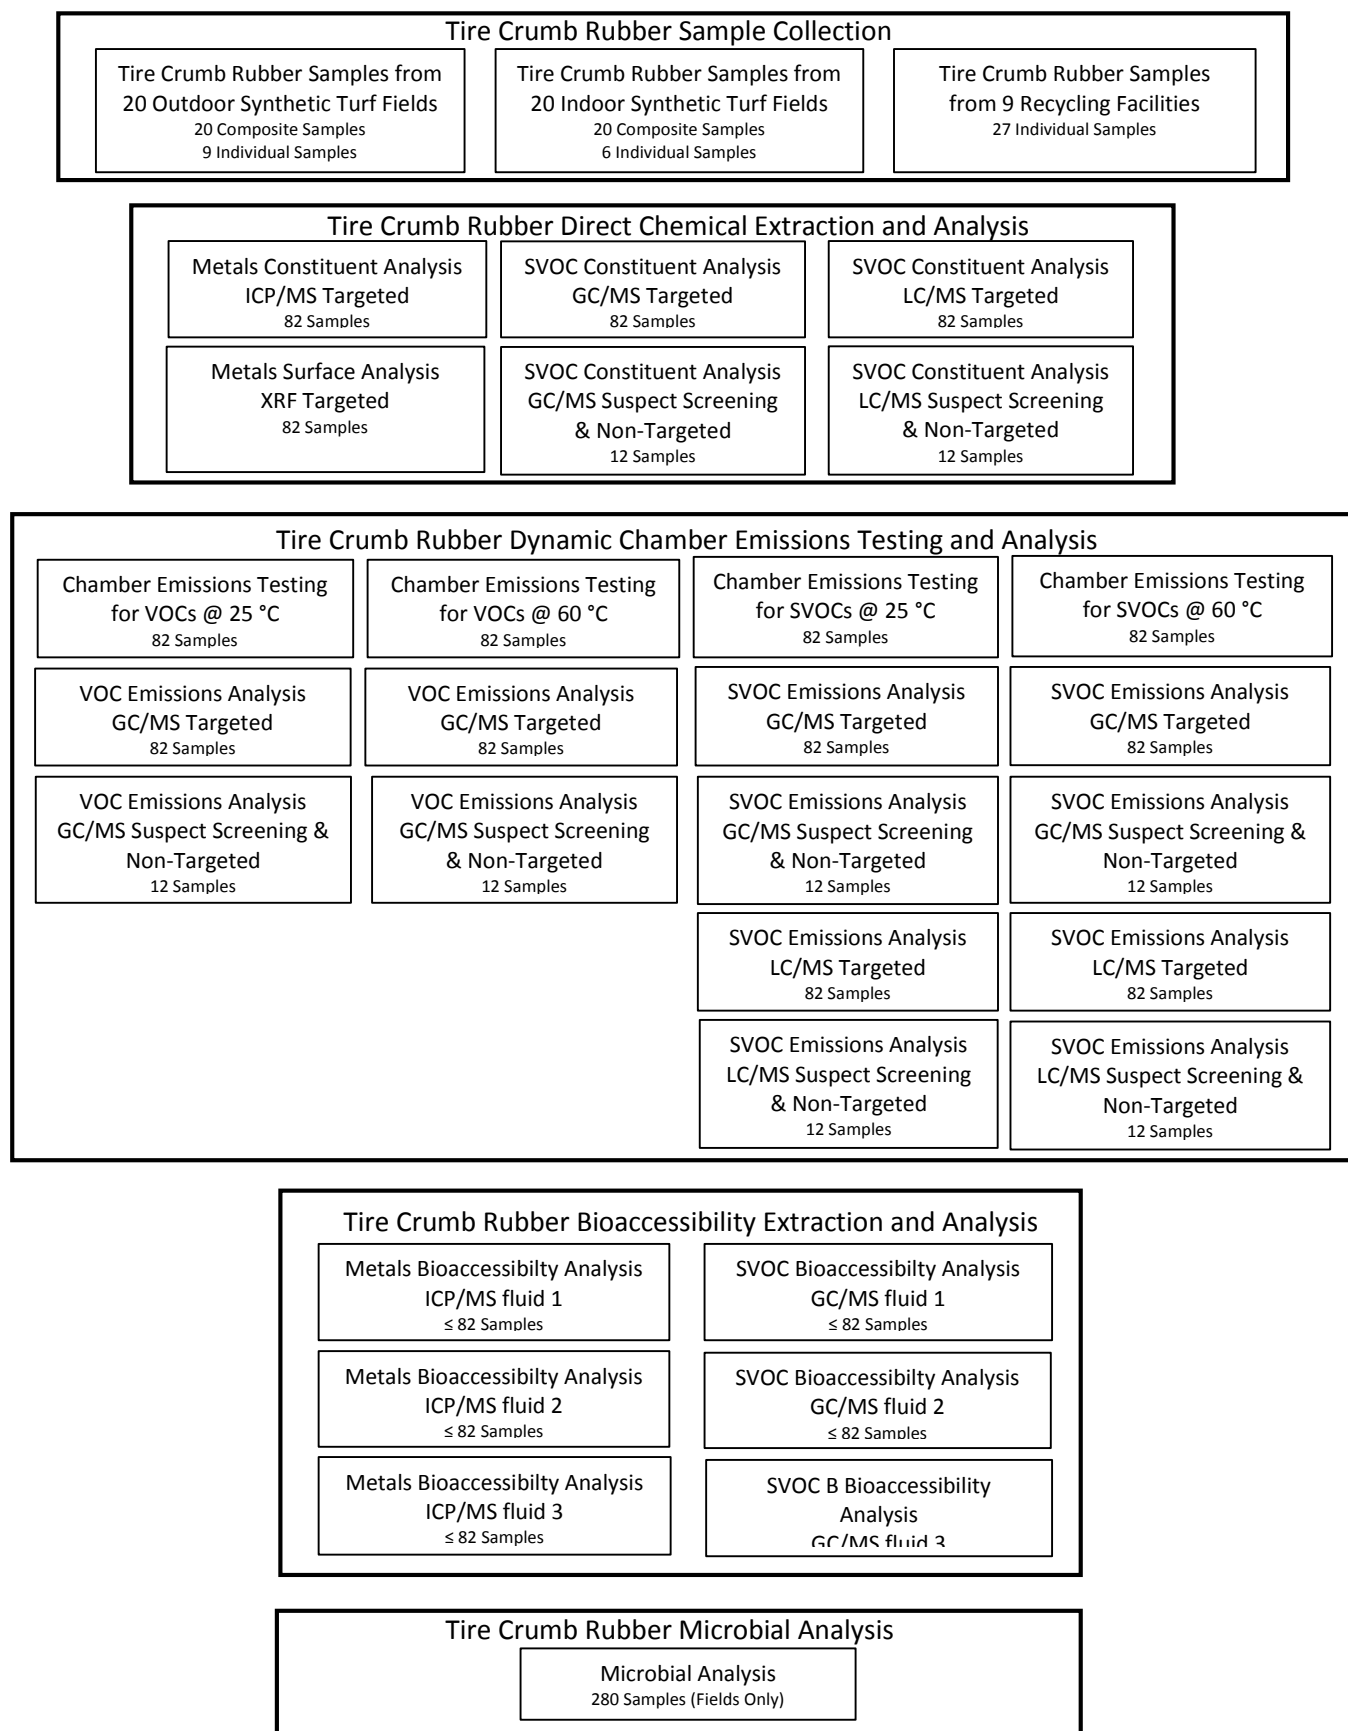 Tire Crumb Rubber Sample Collection
Tire Crumb Rubber Samples from
20 Outdoor Synthetic Turf Fields
20 Composite Samples
9 Individual Samples
Tire Crumb Rubber Samples from
20 Indoor Synthetic Turf Fields
20 Composite Samples
6 Individual Samples
Tire Crumb Rubber Samples
from 9 Recycling Facilities
27 Individual Samples
Tire Crumb Rubber Direct Chemical Extraction and Analysis
Metals Constituent Analysis
ICP/MS Targeted
82 Samples
SVOC Constituent Analysis
GC/MS Targeted
82 Samples
SVOC Constituent Analysis
LC/MS Targeted
82 Samples
Metals Surface Analysis
XRF Targeted
82 Samples
SVOC Constituent Analysis
GC/MS Suspect Screening
& Non-Targeted
12 Samples
SVOC Constituent Analysis
LC/MS Suspect Screening
& Non-Targeted
12 Samples
Tire Crumb Rubber Dynamic Chamber Emissions Testing and Analysis
Chamber Emissions Testing
for VOCs @ 25 °C
82 Samples
Chamber Emissions Testing
for VOCs @ 60 °C
82 Samples
Chamber Emissions Testing
for SVOCs @ 25 °C
82 Samples
Chamber Emissions Testing
for SVOCs @ 60 °C
82 Samples
VOC Emissions Analysis
GC/MS Targeted
82 Samples
VOC Emissions Analysis
GC/MS Targeted
82 Samples
SVOC Emissions Analysis
GC/MS Targeted
82 Samples
SVOC Emissions Analysis
GC/MS Targeted
82 Samples
VOC Emissions Analysis
GC/MS Suspect Screening &
Non-Targeted
12 Samples
VOC Emissions Analysis
GC/MS Suspect Screening
& Non-Targeted
12 Samples
SVOC Emissions Analysis
GC/MS Suspect Screening
& Non-Targeted
12 Samples
SVOC Emissions Analysis
GC/MS Suspect Screening &
Non-Targeted
12 Samples
SVOC Emissions Analysis
LC/MS Targeted
82 Samples
SVOC Emissions Analysis
LC/MS Targeted
82 Samples
SVOC Emissions Analysis
LC/MS Suspect Screening
& Non-Targeted
12 Samples
SVOC Emissions Analysis
LC/MS Suspect Screening &
Non-Targeted
12 Samples
Tire Crumb Rubber Bioaccessibility Extraction and Analysis
Metals Bioaccessibilty Analysis
ICP/MS fluid 1
≤ 82 Samples
SVOC Bioaccessibilty Analysis
GC/MS fluid 1
≤ 82 Samples
Metals Bioaccessibilty Analysis
ICP/MS fluid 2
≤ 82 Samples
SVOC Bioaccessibilty Analysis
GC/MS fluid 2
≤ 82 Samples
Metals Bioaccessibilty Analysis
ICP/MS fluid 3
≤ 82 Samples
SVOC B Bioaccessibility
Analysis
GC/MS fluid 3
Tire Crumb Rubber Microbial Analysis
Microbial Analysis
280 Samples (Fields Only)